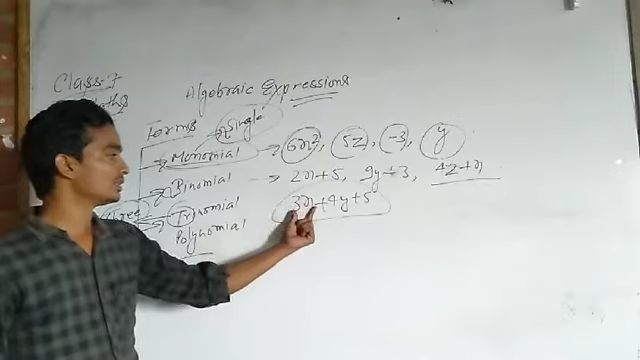 Class-7
Algebraic Expressions
Maths
Terms Single
Monomial → 6x², 5z, -3, y
Binomial → 2x+5, 9y+3, 4z+x
Three Trinomial 3x+4y+5
Polynomial